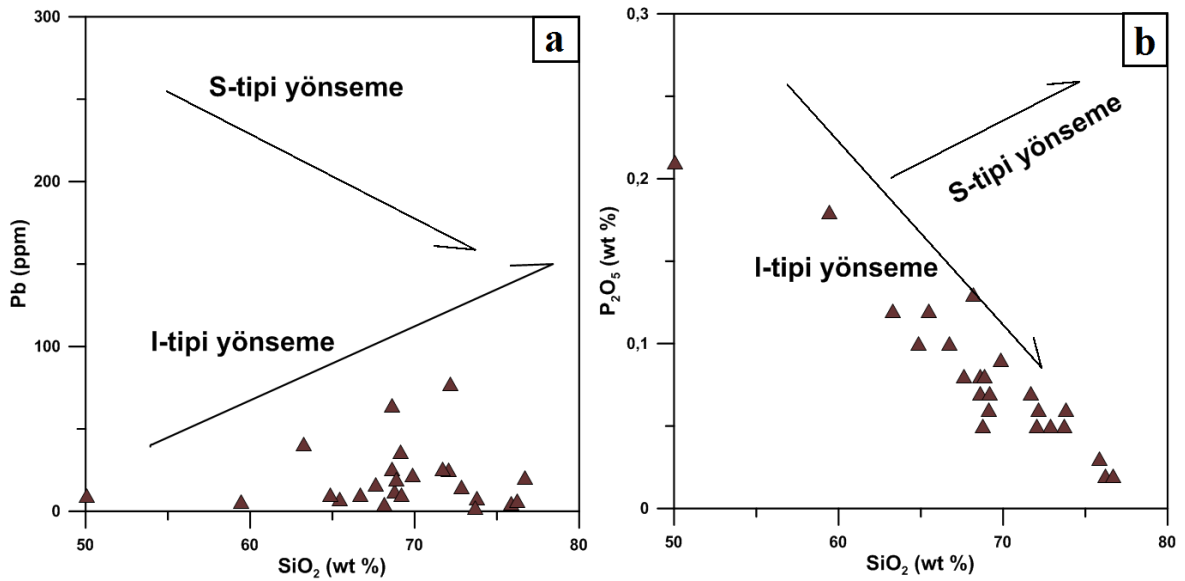 a
300
200
100
0
Pb (ppm)
S-tipi yönseme
I-tipi yönseme
50
60
70
80
SiO₂ (wt %)
b
0,3
0,2
0,1
0
P₂O₅ (wt %)
S-tipi yönseme
I-tipi yönseme
50
60
70
80
SiO₂ (wt %)